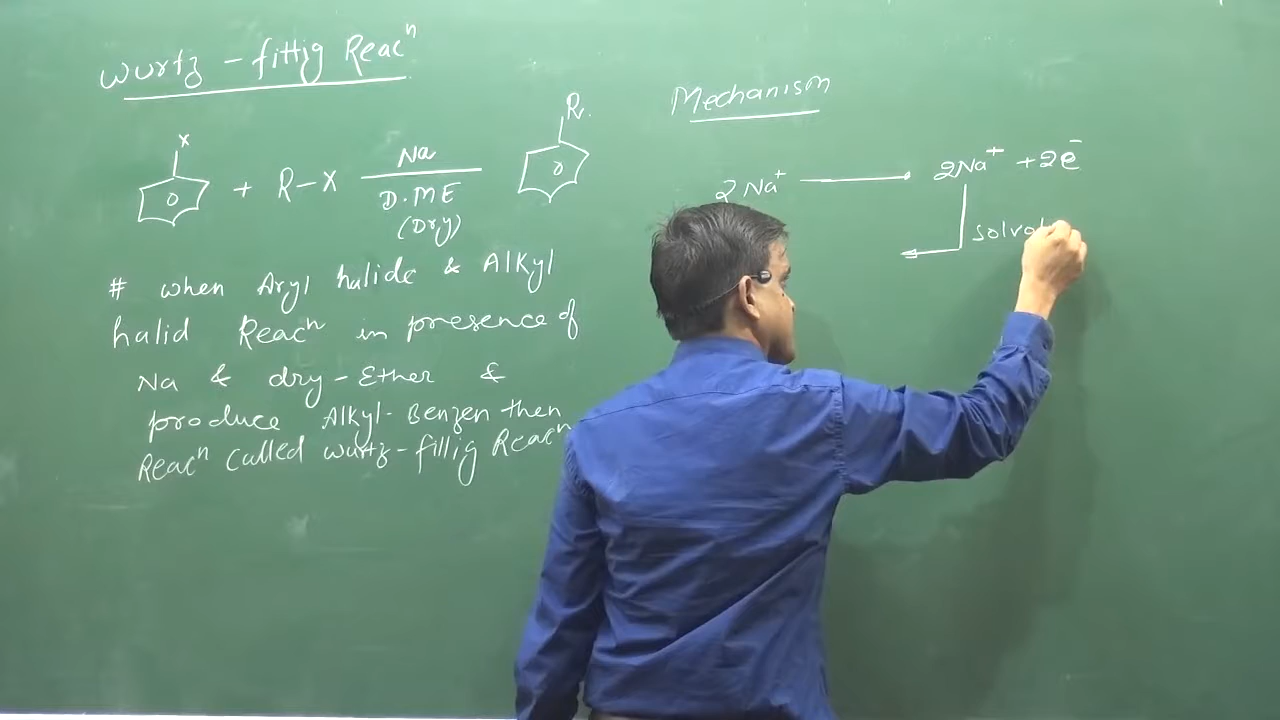 Wurtz - fittig Reacⁿ
X
+ R-X
Na
D.ME
(Dry)
R.
# when Aryl halide & Alkyl
halid Reacⁿ in presence of
Na & dry-Ether &
produce Alkyl-Benzen then
Reacⁿ called wurtz-fillig Reacⁿ
Mechanism
2Na⁺ → 2Na⁺ + 2e⁻